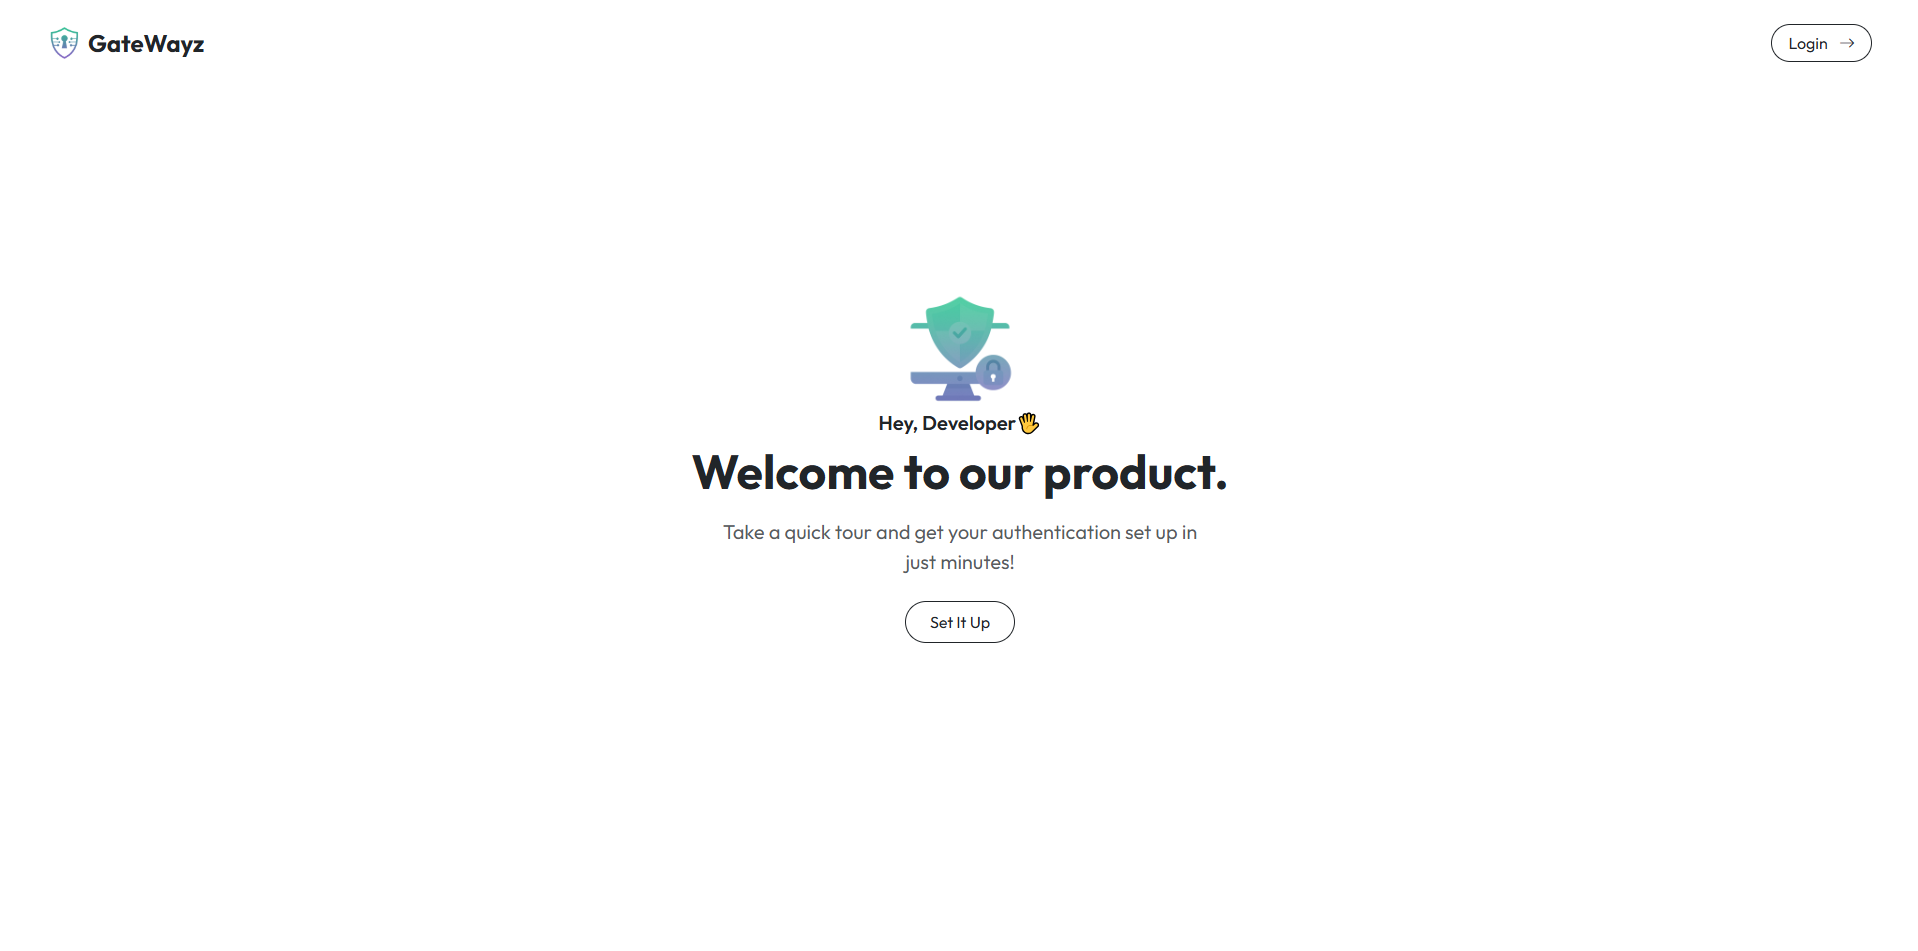 GateWayz
Login →
Hey, Developer🖐
Welcome to our product.
Take a quick tour and get your authentication set up in
just minutes!
Set It Up